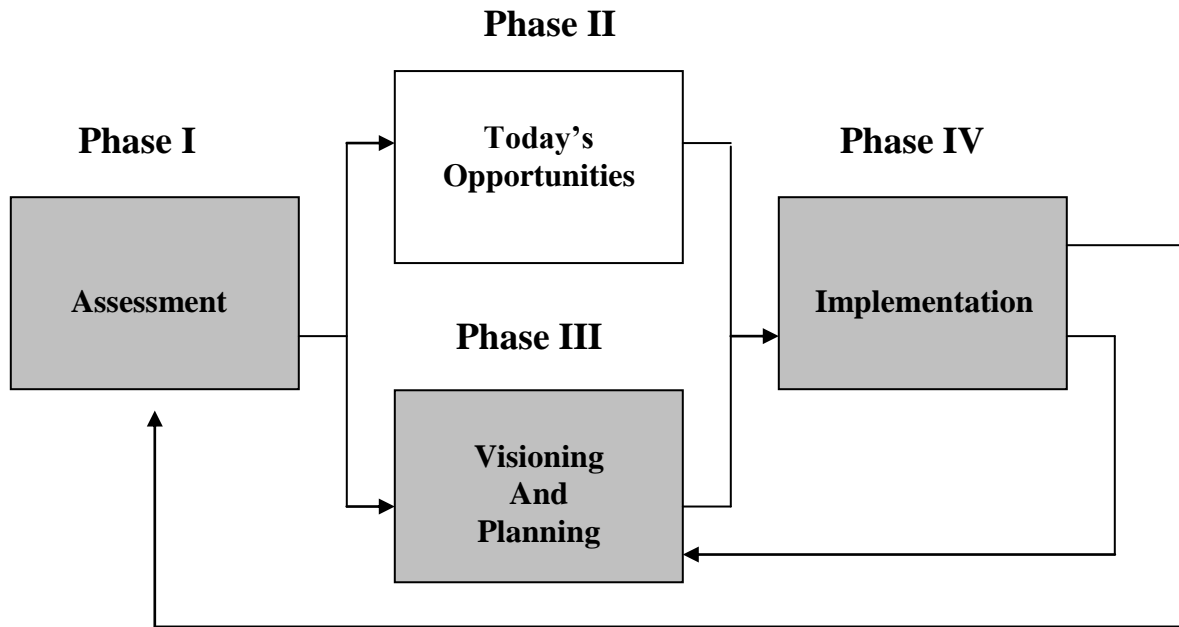 Phase II
Today’s
Opportunities
Phase I
Assessment
Phase III
Visioning
And
Planning
Phase IV
Implementation